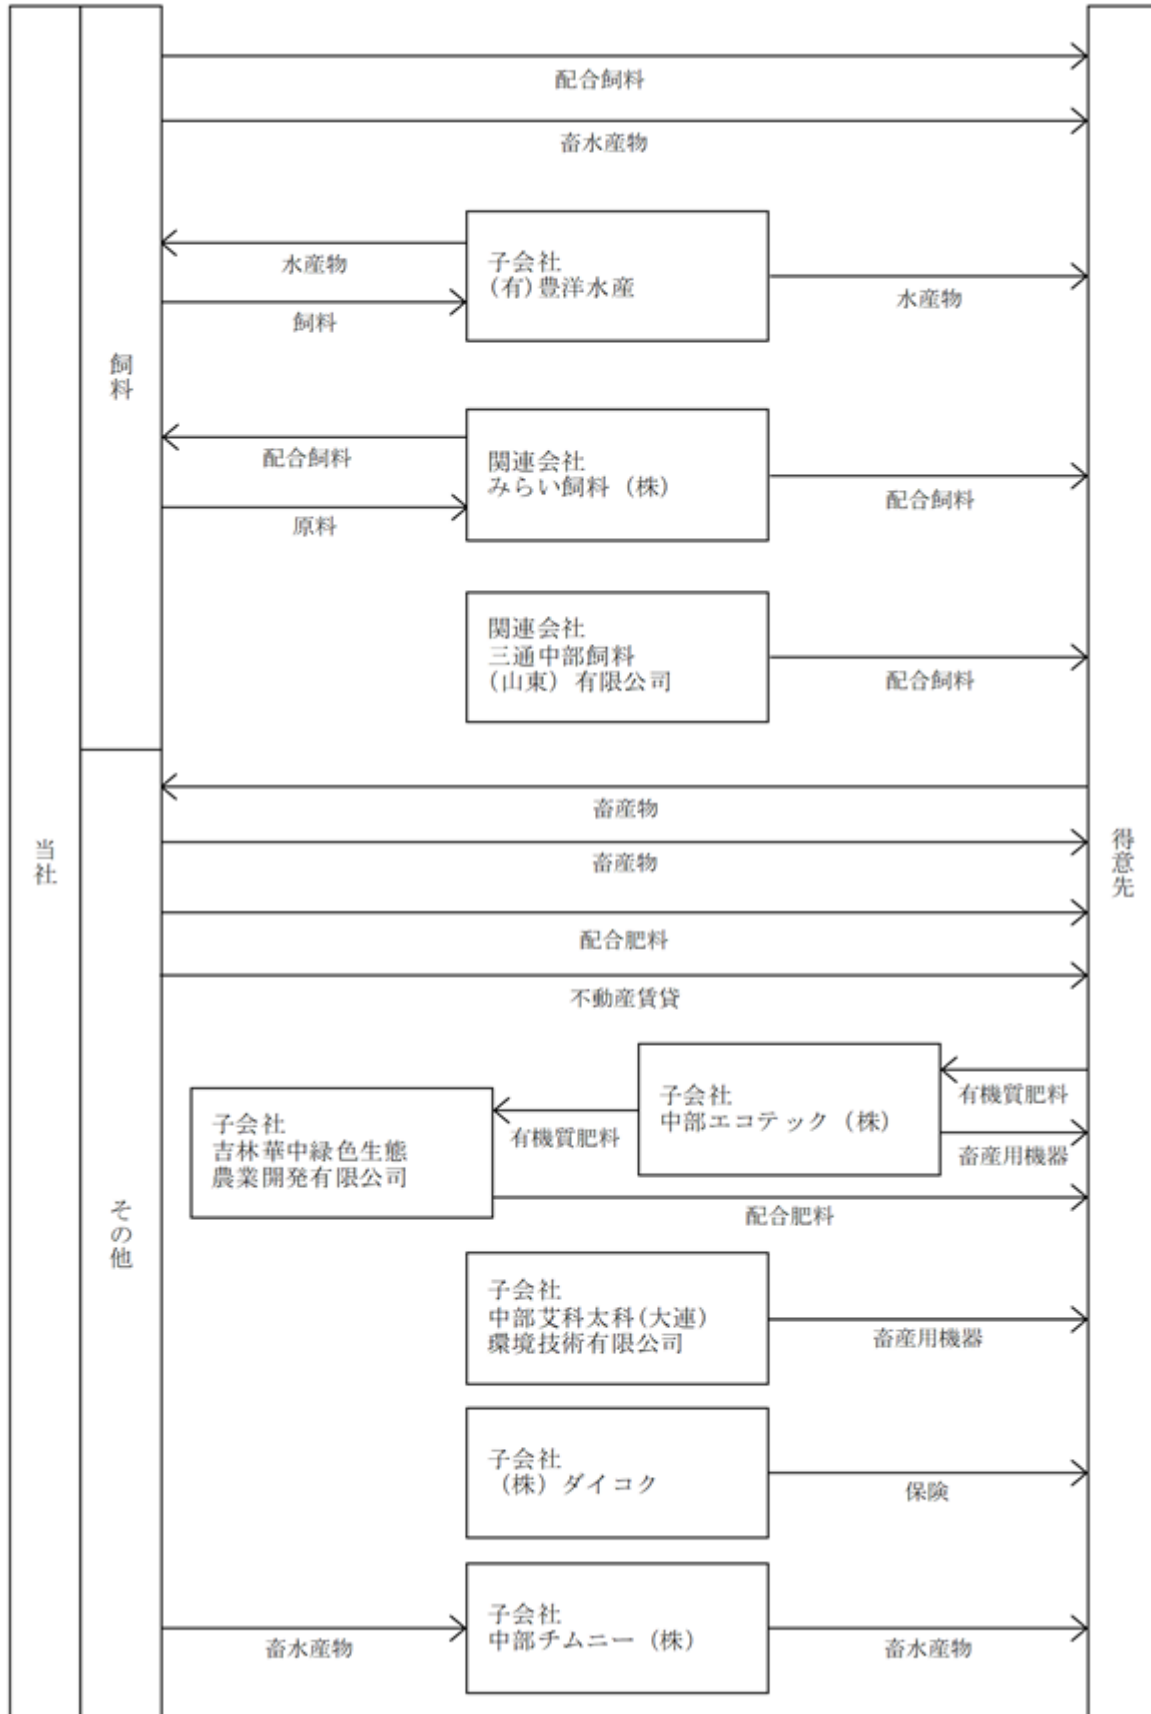 配合飼料
畜水産物
子会社
(有)豊洋水産
水産物
飼料
水産物
飼料
関連会社
みらい飼料（株）
配合飼料
原料
配合飼料
関連会社
三通中部飼料
(山東）有限公司
配合飼料
畜産物
当社
得意先
畜産物
配合肥料
不動産賃貸
子会社
中部エコテック（株）
有機質肥料
畜産用機器
有機質肥料
子会社
吉林華中緑色生態
農業開発有限公司
配合肥料
その他
子会社
中部艾科太科(大連）
環境技術有限公司
畜産用機器
子会社
（株）ダイコク
保険
子会社
中部チムニー（株）
畜水産物
畜水産物